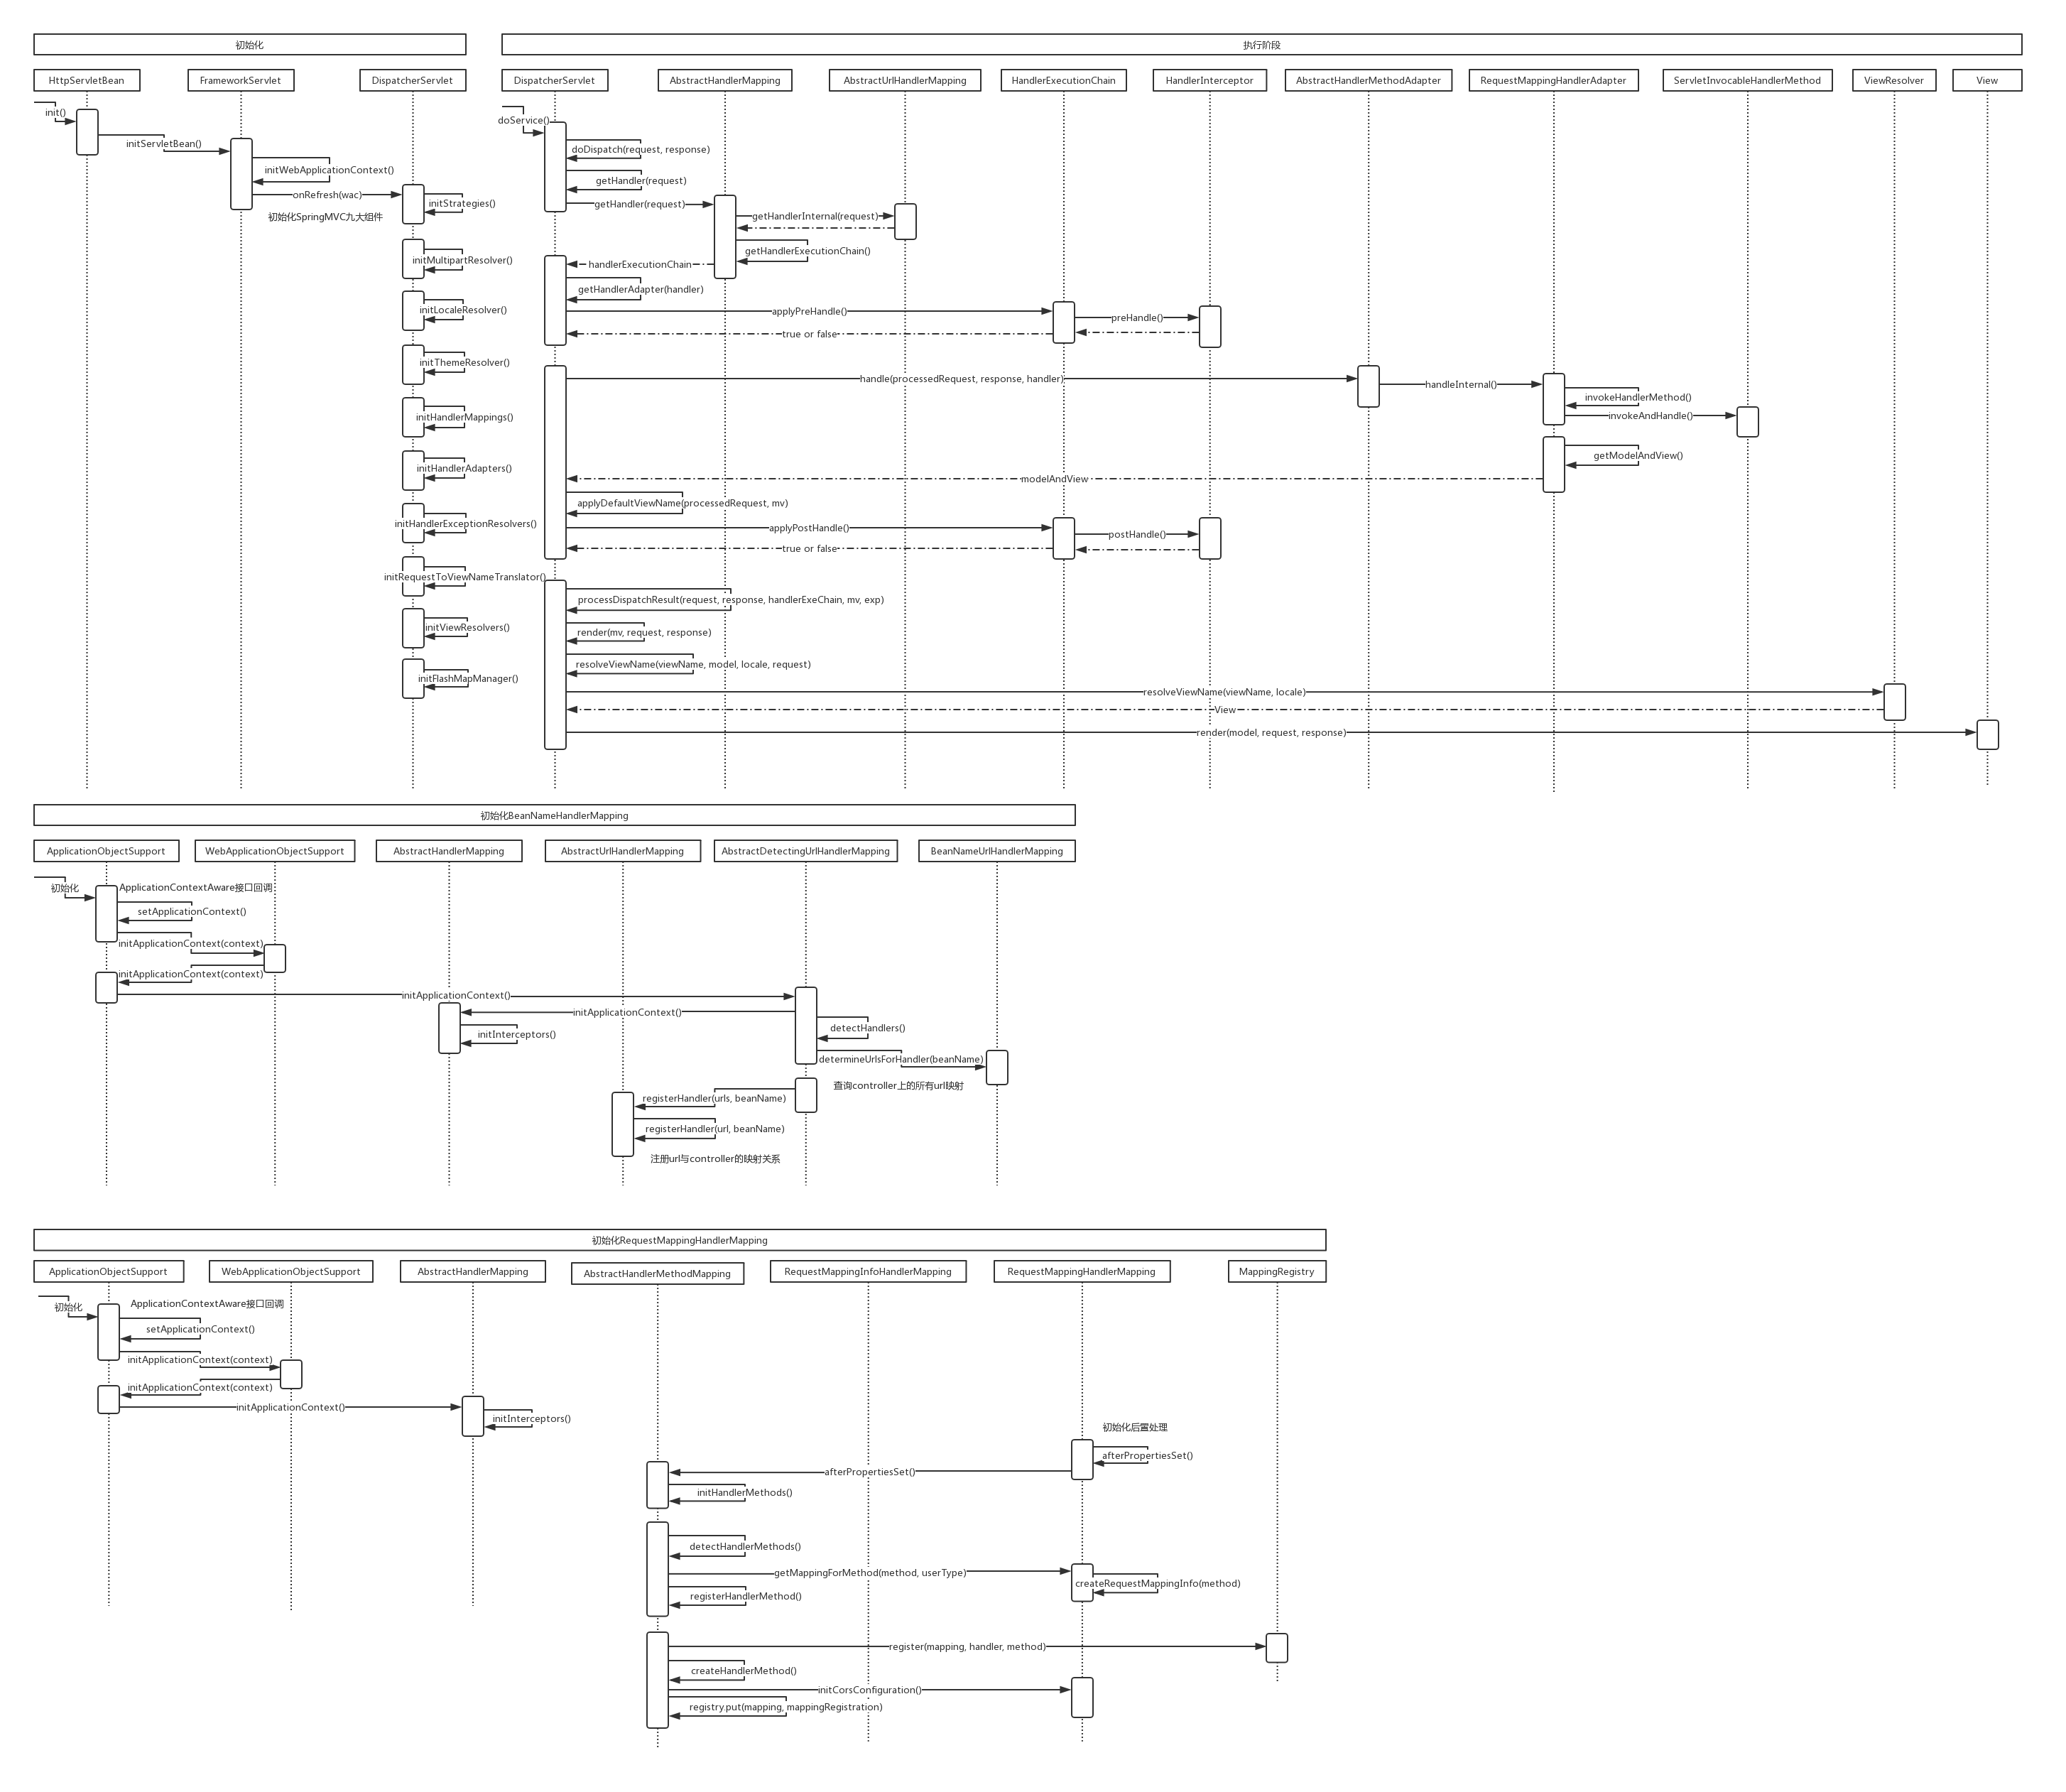 初始化
执行阶段
HttpServletBean
FrameworkServlet
DispatcherServlet
DispatcherServlet
AbstractHandlerMapping
AbstractUrlHandlerMapping
HandlerExecutionChain
HandlerInterceptor
AbstractHandlerMethodAdapter
RequestMappingHandlerAdapter
ServletInvocableHandlerMethod
ViewResolver
View
init()
initServletBean()
initWebApplicationContext()
onRefresh(wac)
初始化SpringMVC九大组件
initStrategies()
initMultipartResolver()
initLocaleResolver()
initThemeResolver()
initHandlerMappings()
initHandlerAdapters()
initHandlerExceptionResolvers()
initRequestToViewNameTranslator()
initViewResolvers()
initFlashMapManager()
doService()
doDispatch(request, response)
getHandler(request)
getHandler(request)
getHandlerInternal(request)
getHandlerExecutionChain()
handlerExecutionChain
getHandlerAdapter(handler)
applyPreHandle()
preHandle()
true or false
handle(processedRequest, response, handler)
handleInternal()
invokeHandlerMethod()
invokeAndHandle()
getModelAndView()
modelAndView
applyDefaultViewName(processedRequest, mv)
applyPostHandle()
postHandle()
true or false
processDispatchResult(request, response, handlerExeChain, mv, exp)
render(mv, request, response)
resolveViewName(viewName, model, locale, request)
resolveViewName(viewName, locale)
View
render(model, request, response)
初始化BeanNameHandlerMapping
ApplicationObjectSupport
WebApplicationObjectSupport
AbstractHandlerMapping
AbstractUrlHandlerMapping
AbstractDetectingUrlHandlerMapping
BeanNameUrlHandlerMapping
初始化
ApplicationContextAware接口回调
setApplicationContext()
initApplicationContext(context)
initApplicationContext(context)
initApplicationContext()
initApplicationContext()
initInterceptors()
detectHandlers()
determineUrlsForHandler(beanName)
查询controller上的所有url映射
registerHandler(urls, beanName)
registerHandler(url, beanName)
注册url与controller的映射关系
初始化RequestMappingHandlerMapping
ApplicationObjectSupport
WebApplicationObjectSupport
AbstractHandlerMapping
AbstractHandlerMethodMapping
RequestMappingInfoHandlerMapping
RequestMappingHandlerMapping
MappingRegistry
初始化
ApplicationContextAware接口回调
setApplicationContext()
initApplicationContext(context)
initApplicationContext(context)
initApplicationContext()
initInterceptors()
初始化后置处理
afterPropertiesSet()
afterPropertiesSet()
initHandlerMethods()
detectHandlerMethods()
getMappingForMethod(method, userType)
createRequestMappingInfo(method)
registerHandlerMethod()
register(mapping, handler, method)
createHandlerMethod()
initCorsConfiguration()
registry.put(mapping, mappingRegistration)